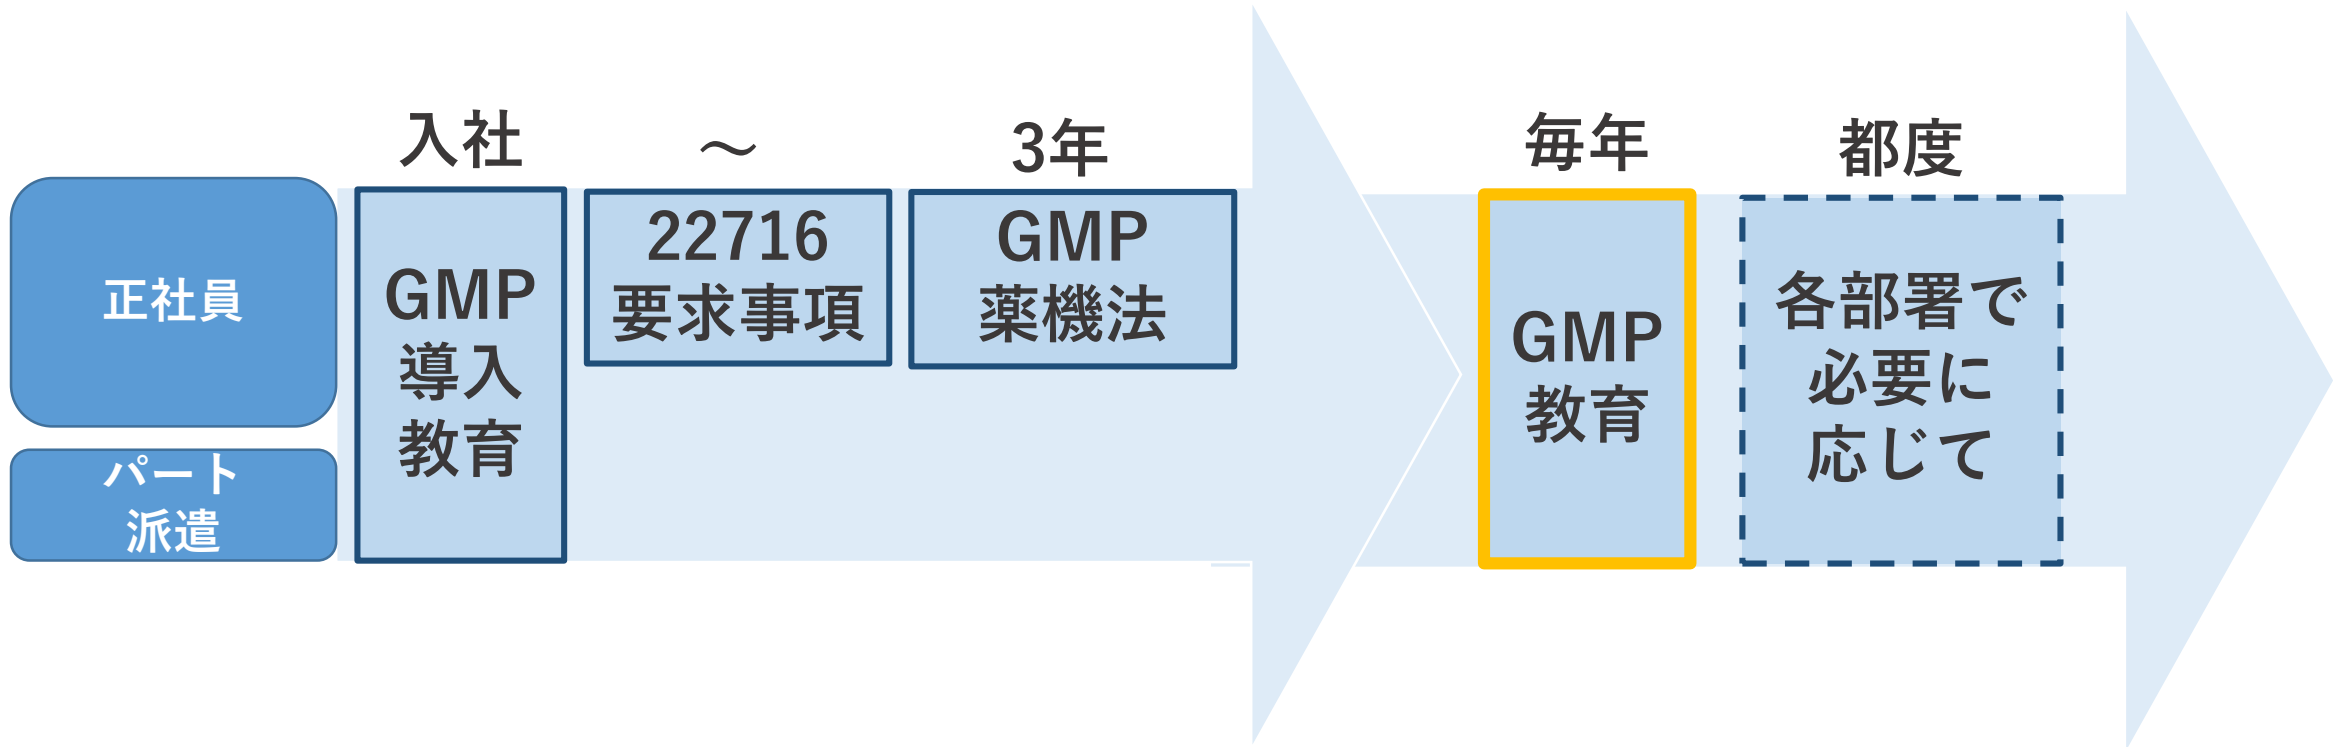 入社
～
3年
毎年
都度
正社員
パート
派遣
GMP
導入
教育
22716
要求事項
GMP
薬機法
GMP
教育
各部署で
必要に
応じて